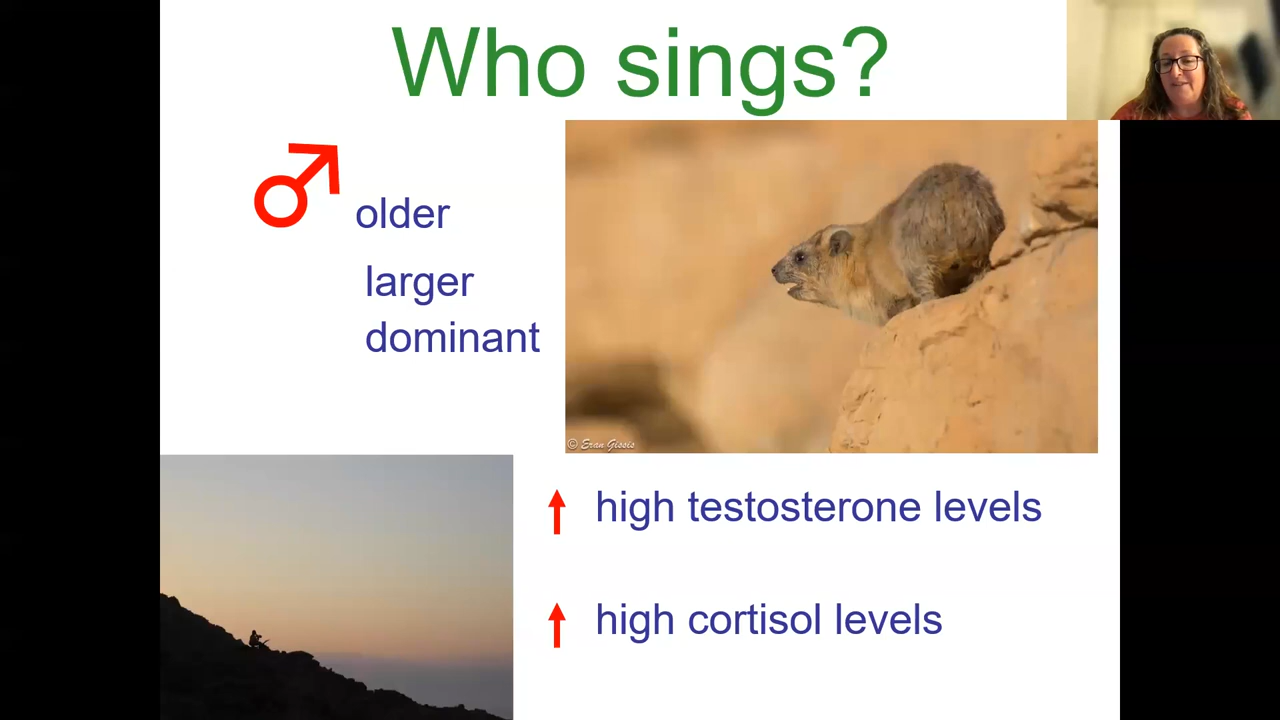 Who sings?
older
larger
dominant
© Eran Gissis
high testosterone levels
high cortisol levels